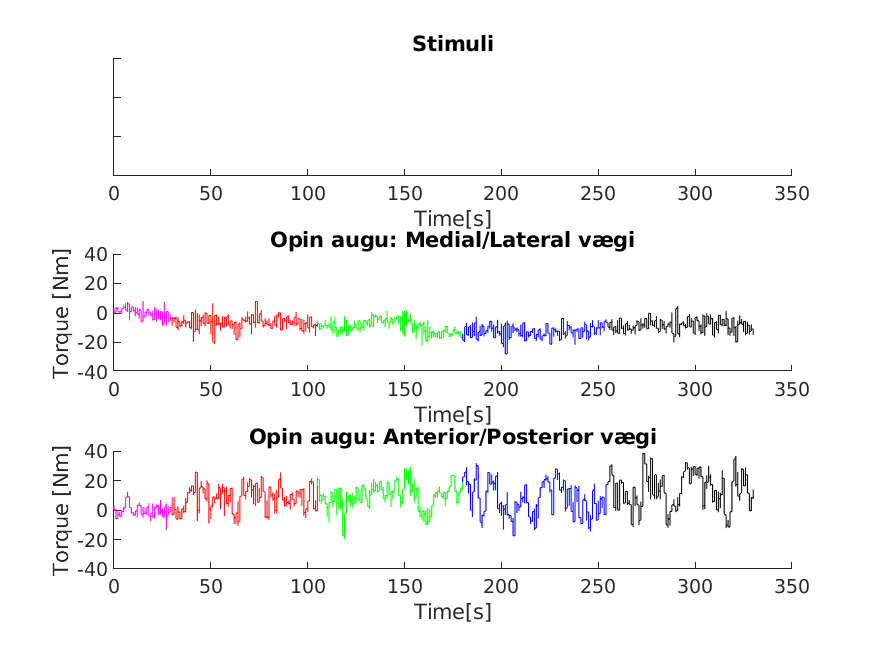 Stimuli
0 50 100 150 200 250 300 350
Time[s]
Opin augu: Medial/Lateral vægi
Torque [Nm]
40
20
0
-20
-40
0 50 100 150 200 250 300 350
Time[s]
Opin augu: Anterior/Posterior vægi
Torque [Nm]
40
20
0
-20
-40
0 50 100 150 200 250 300 350
Time[s]